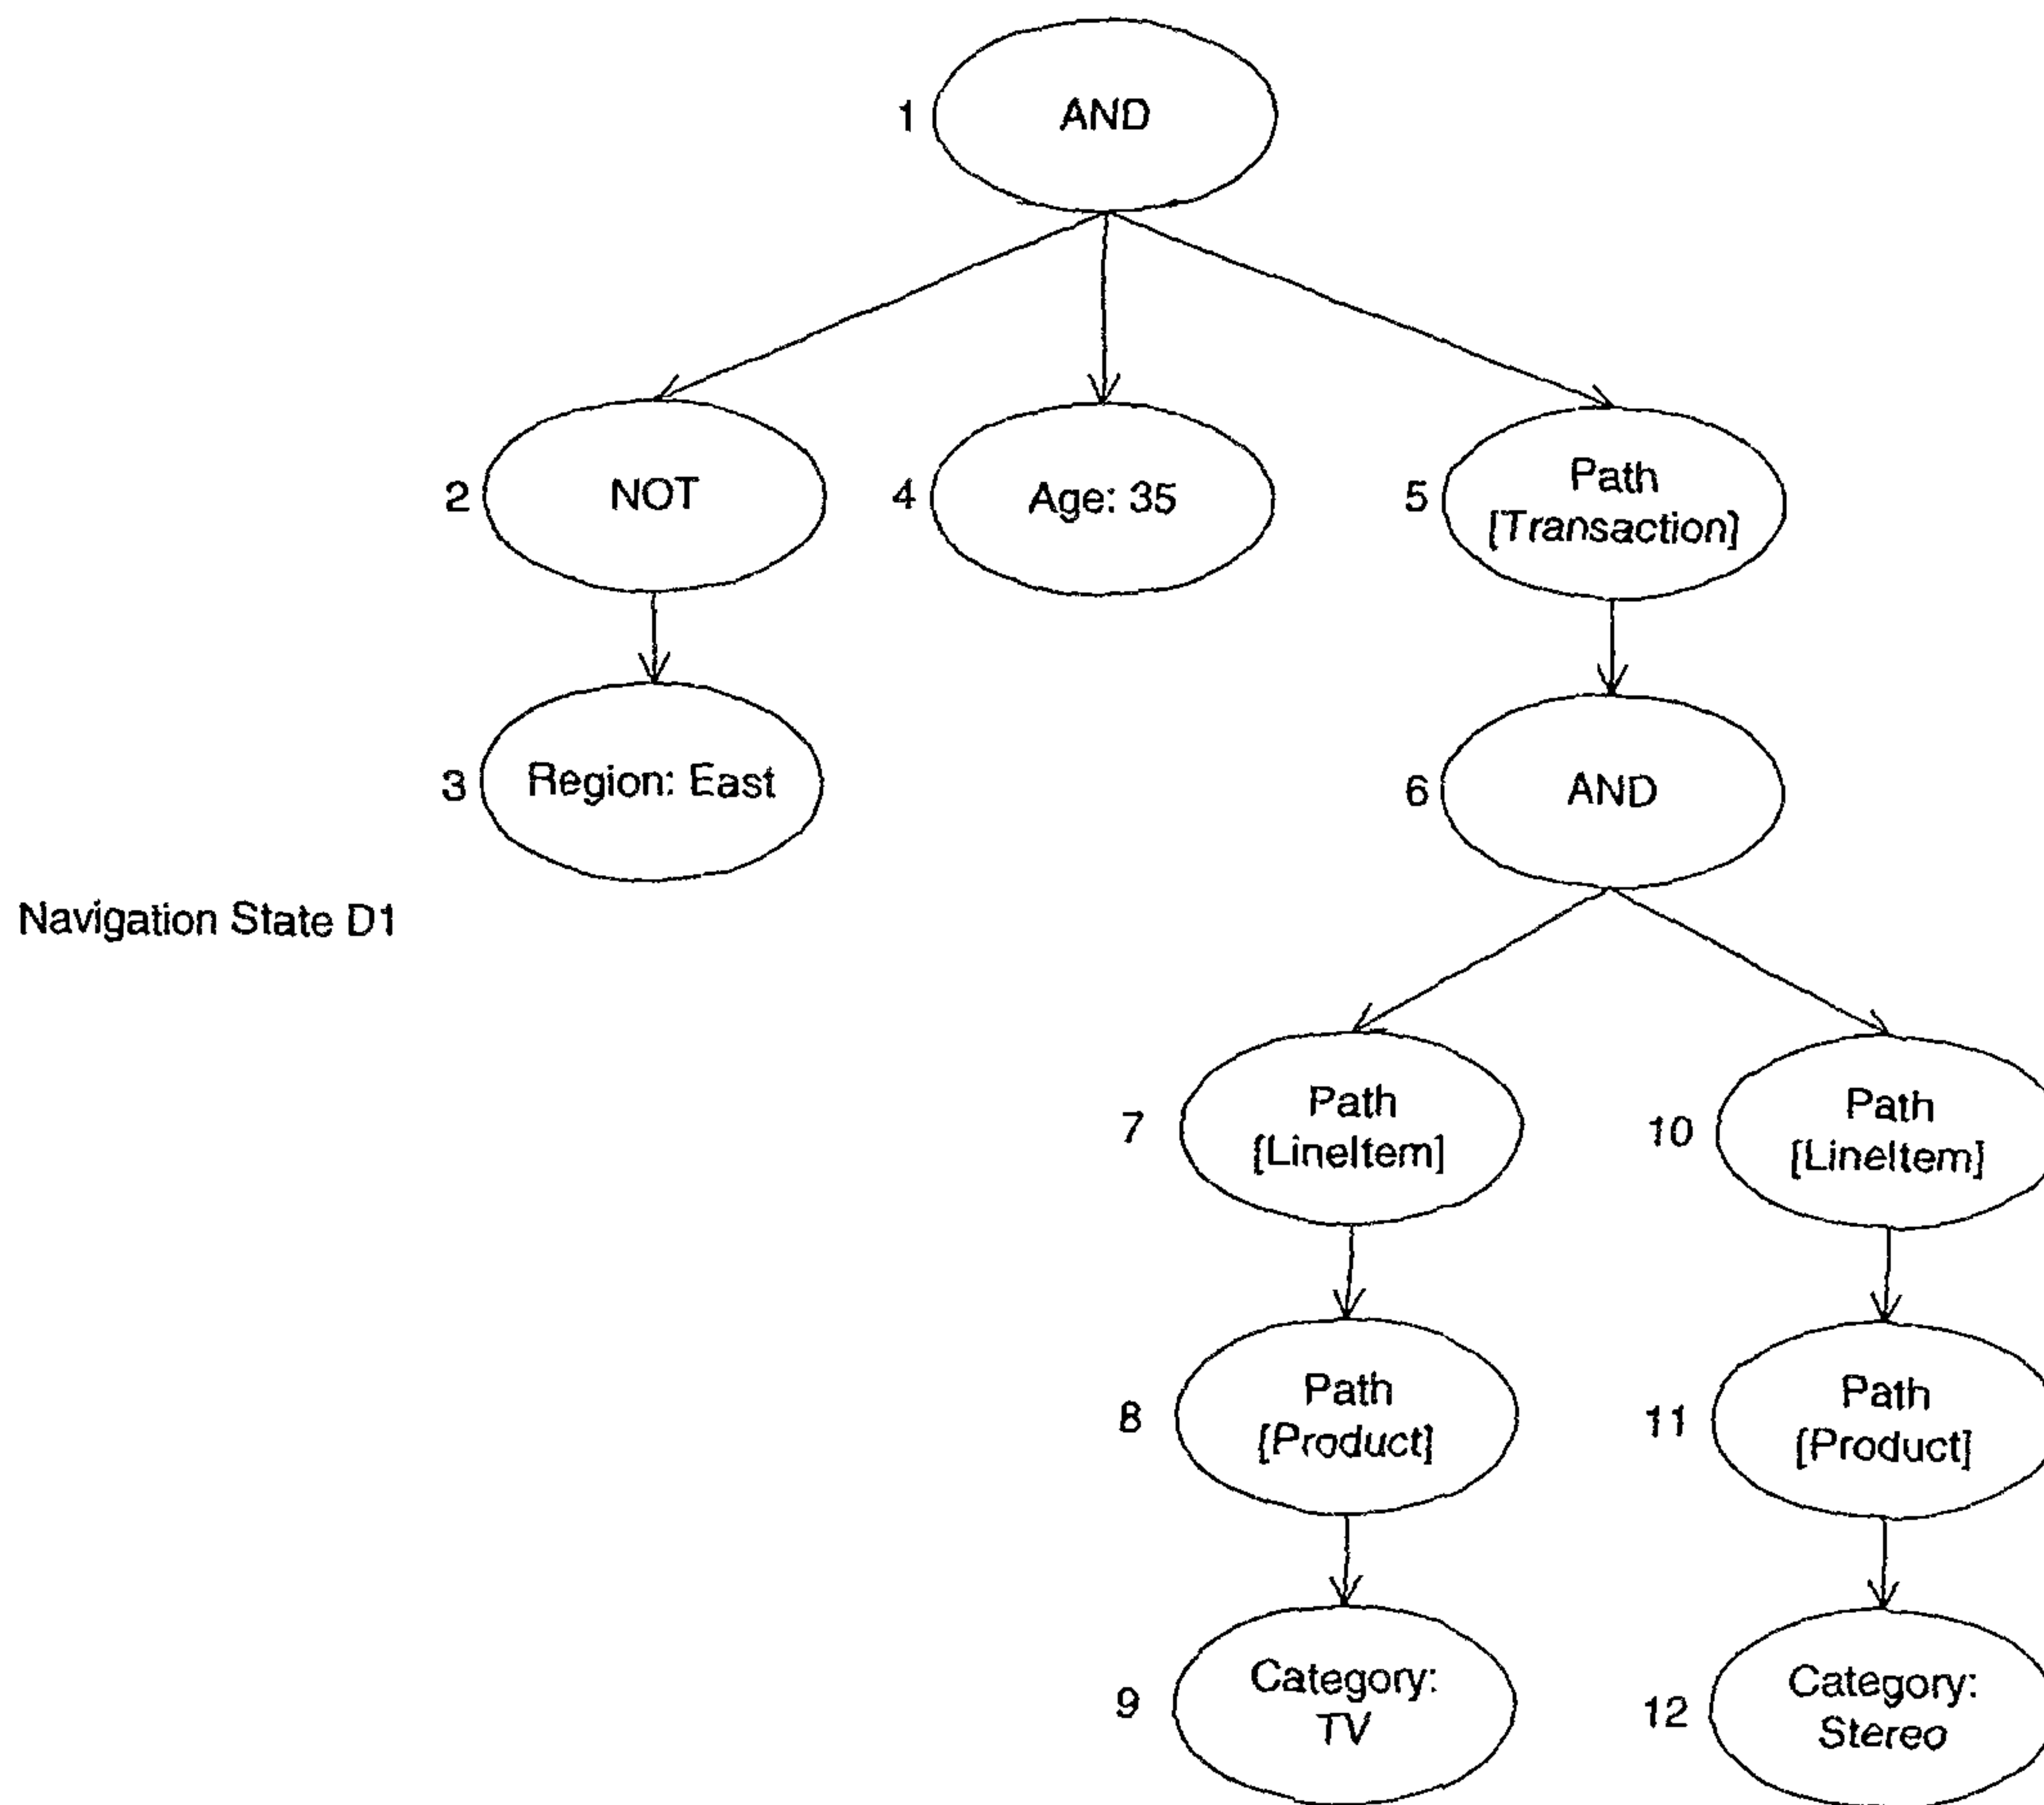 1
AND
2
NOT
4
Age: 35
5
Path
[Transaction]
3
Region: East
6
AND
Navigation State D1
7
Path
[LineItem]
10
Path
[LineItem]
8
Path
[Product]
11
Path
[Product]
9
Category:
TV
12
Category:
Stereo